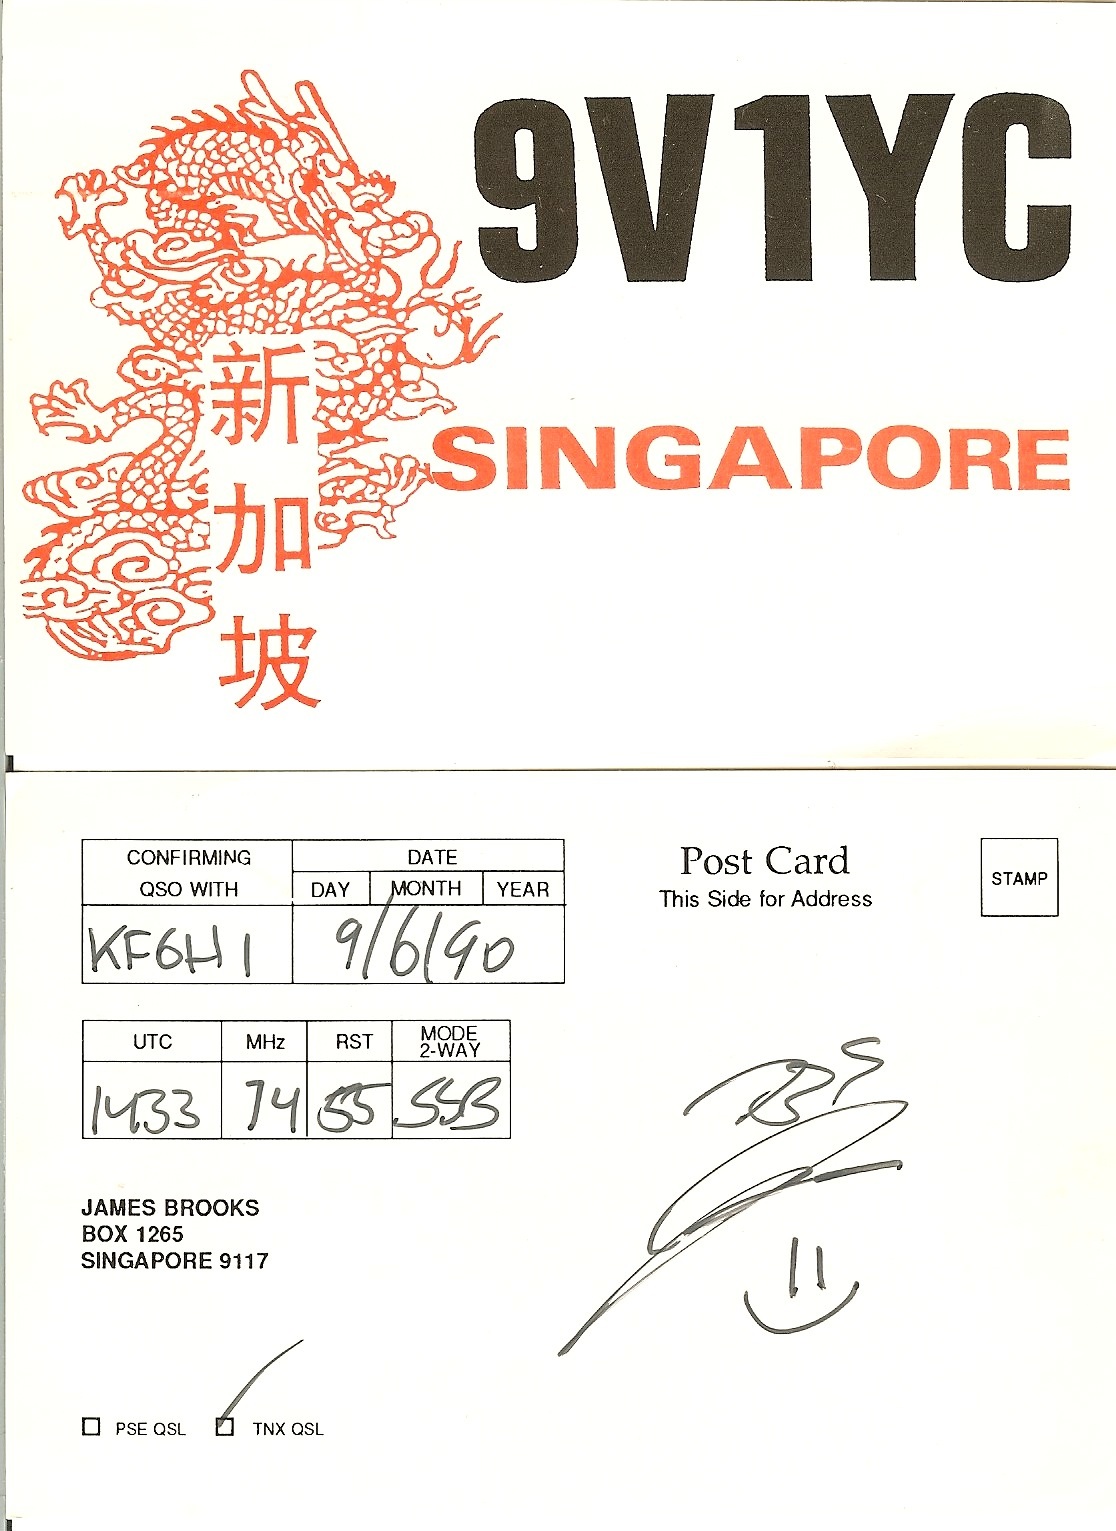 9V1YC
新
加
坡
SINGAPORE
CONFIRMING
QSO WITH
DATE
DAY MONTH YEAR
KF6HI 9/6/90
Post Card
This Side for Address
STAMP
UTC MHz RST MODE
2-WAY
1433 14 55 SSB
73's
JAMES BROOKS
BOX 1265
SINGAPORE 9117
PSE QSL TNX QSL